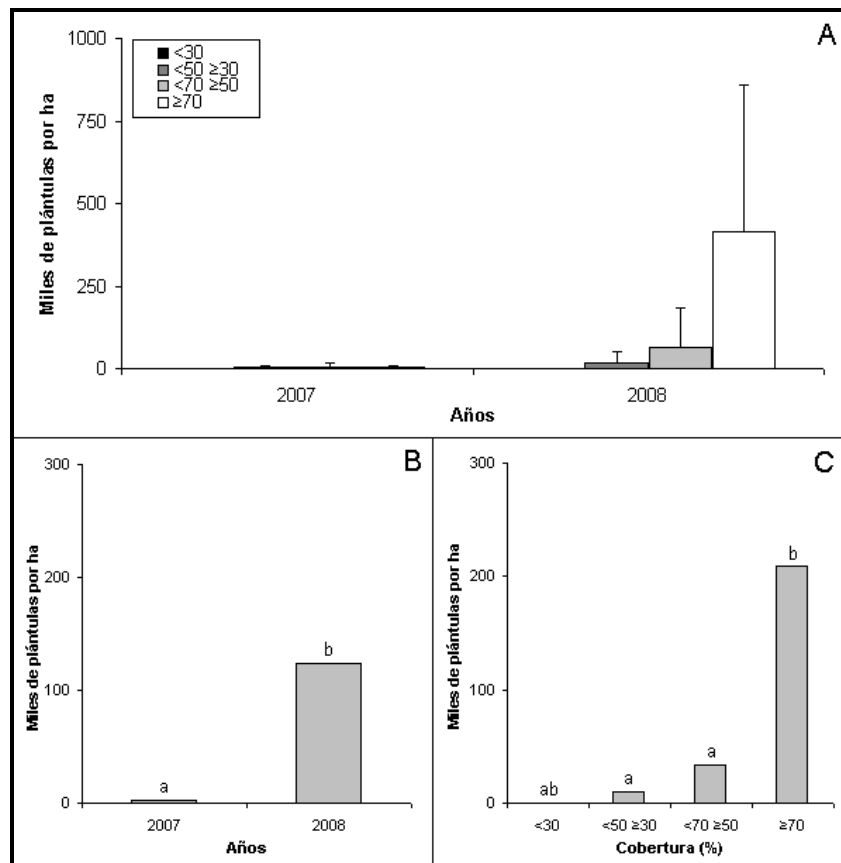 A
1000
<30
<50 ≥30
<70 ≥50
≥70
750
500
250
0
Miles de plántulas por ha
2007
2008
Años
B
300
200
100
0
Miles de plántulas por ha
a
b
2007
2008
Años
C
300
200
100
0
Miles de plántulas por ha
ab
a
a
b
<30
<50 ≥30
<70 ≥50
≥70
Cobertura (%)